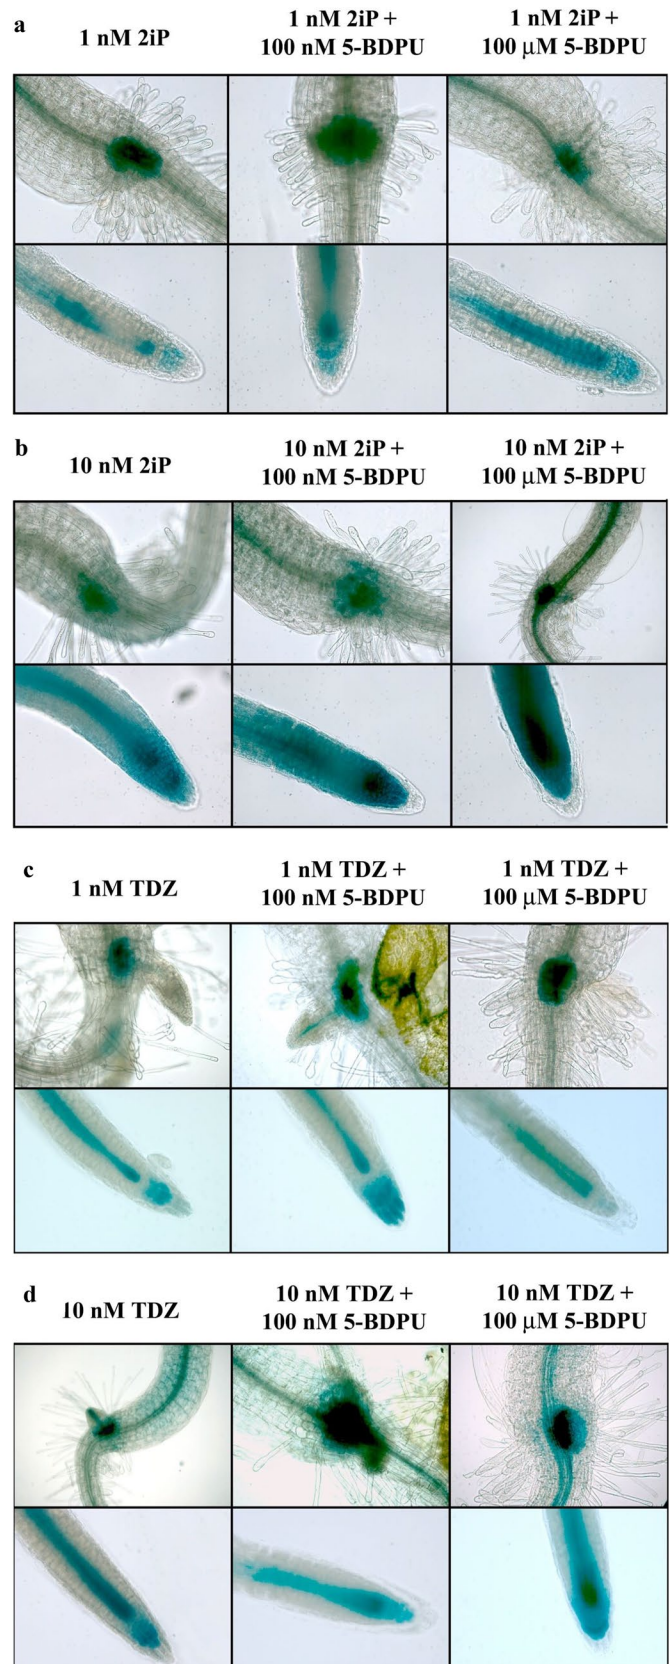 a
1 nM 2iP
1 nM 2iP +
100 nM 5-BDPU
1 nM 2iP +
100 μM 5-BDPU
b
10 nM 2iP
10 nM 2iP +
100 nM 5-BDPU
10 nM 2iP +
100 μM 5-BDPU
c
1 nM TDZ
1 nM TDZ +
100 nM 5-BDPU
1 nM TDZ +
100 μM 5-BDPU
d
10 nM TDZ
10 nM TDZ +
100 nM 5-BDPU
10 nM TDZ +
100 μM 5-BDPU